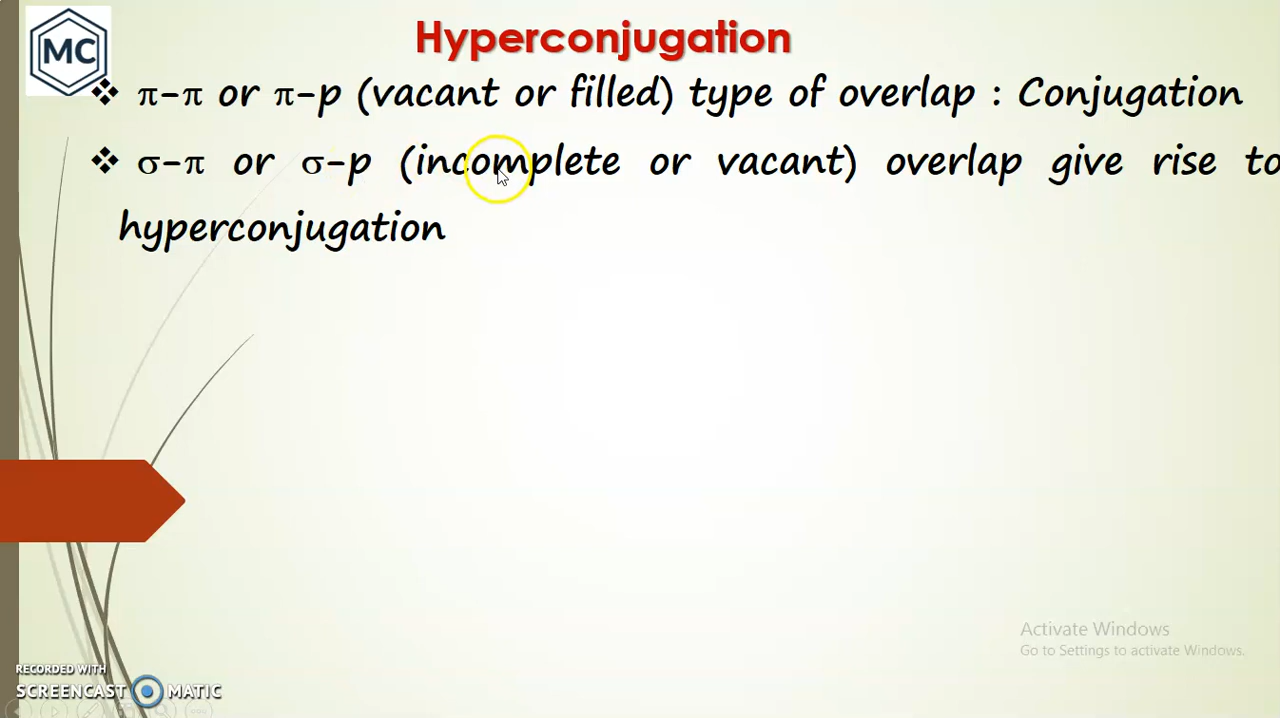 MC
Hyperconjugation
❖ π-π or π-p (vacant or filled) type of overlap : Conjugation
❖ σ-π or σ-p (incomplete or vacant) overlap give rise to
hyperconjugation
Activate Windows
Go to Settings to activate Windows.
RECORDED WITH
SCREENCAST MATIC